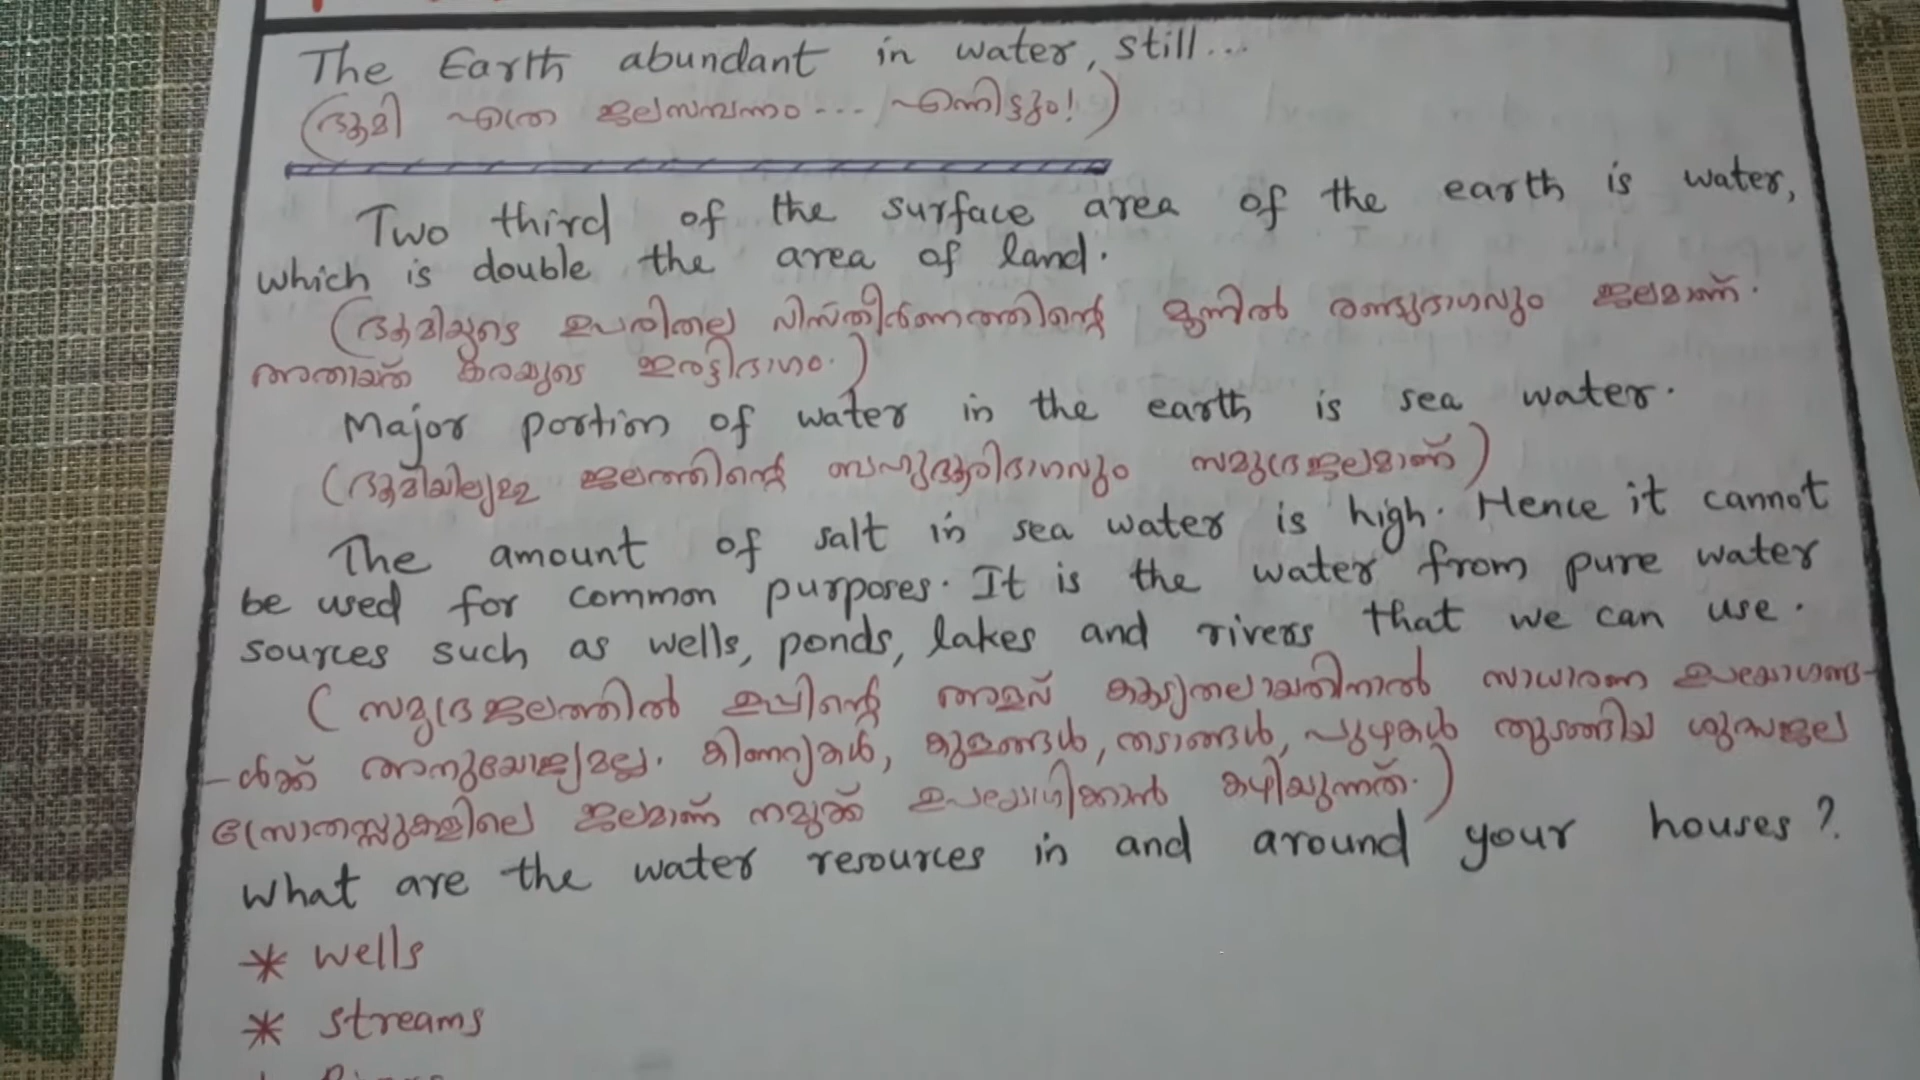 The Earth abundant in water, still...
(ഭൂമി എത്ര ജലസമ്പന്നം... എന്നിട്ടും!)
Two third of the surface area of the earth is water,
which is double the area of land.
(ഭൂമിയുടെ ഉപരിതല വിസ്തീർണത്തിന്റെ മൂന്നിൽ രണ്ടുഭാഗവും ജലമാണ്.
അതായത് കരയുടെ ഇരട്ടിഭാഗം.)
Major portion of water in the earth is sea water.
(ഭൂമിയിലുള്ള ജലത്തിന്റെ ബഹുഭൂരിഭാഗവും സമുദ്രജലമാണ്)
The amount of salt in sea water is high. Hence it cannot
be used for common purposes. It is the water from pure water
sources such as wells, ponds, lakes and rivers that we can use.
(സമുദ്രജലത്തിൽ ഉപ്പിന്റെ അളവ് കൂടുതലായതിനാൽ സാധാരണ ഉപയോഗങ്ങ-
-ൾക്ക് അനുയോജ്യമല്ല. കിണറുകൾ, കുളങ്ങൾ, തടാങ്ങൾ, പുഴകൾ തുടങ്ങിയ ശുദ്ധജല
സ്രോതസ്സുകളിലെ ജലമാണ് നമുക്ക് ഉപയോഗിക്കാൻ കഴിയുന്നത്.)
What are the water resources in and around your houses?
* wells
* streams